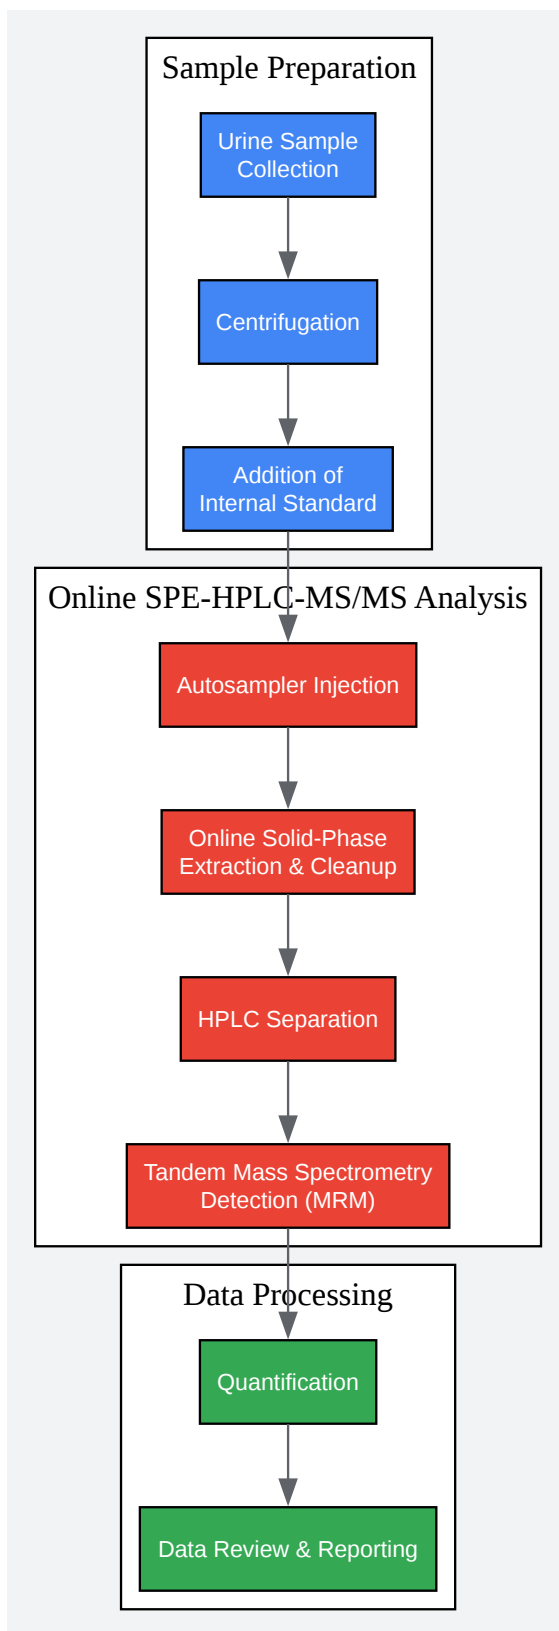 Sample Preparation
Urine Sample
Collection
Centrifugation
Addition of
Internal Standard
Online SPE-HPLC-MS/MS Analysis
Autosampler Injection
Online Solid-Phase
Extraction & Cleanup
HPLC Separation
Tandem Mass Spectrometry
Detection (MRM)
Data Processing
Quantification
Data Review & Reporting